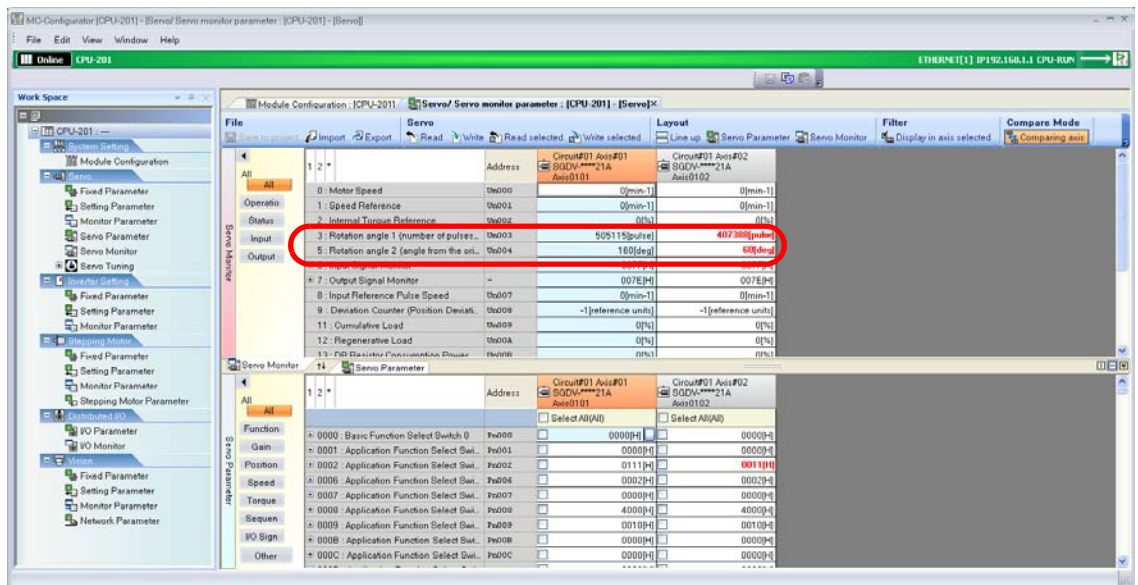 MC-Configurator [CPU-201] - [Servo/ Servo monitor parameter : [CPU-201] - [Servo]]
File Edit View Window Help
Online CPU-201 ETHERNET[1] IP192.168.1.1 CPU-RUN
Work Space
Module Configuration : [CPU-201] Servo/ Servo monitor parameter : [CPU-201] - [Servo]
File Servo Layout Filter Compare Mode
Save to project Import Export Read Write Read selected Write selected Line up Servo Parameter Servo Monitor Display in axis selected Comparing axis
CPU-201 : ---
System Setting
Module Configuration
Servo
Fixed Parameter
Setting Parameter
Monitor Parameter
Servo Parameter
Servo Monitor
Servo Tuning
Inverter Setting
Fixed Parameter
Setting Parameter
Monitor Parameter
Stepping Motor
Fixed Parameter
Setting Parameter
Monitor Parameter
Stepping Motor Parameter
Distributed I/O
I/O Parameter
I/O Monitor
Vision
Fixed Parameter
Setting Parameter
Monitor Parameter
Network Parameter
Servo Monitor
All
All
Operatio
Status
Input
Output
1 2 * Address Circuit#01 Axis#01 SGDV-****21A Axis0101 Circuit#01 Axis#02 SGDV-****21A Axis0102
0 : Motor Speed Un000 0[min-1] 0[min-1]
1 : Speed Reference Un001 0[min-1] 0[min-1]
2 : Internal Torque Reference Un002 0[%] 0[%]
3 : Rotation angle 1 (number of pulses... Un003 505115[pulse] 407388[pulse]
5 : Rotation angle 2 (angle from the ori... Un004 160[deg] 60[deg]
7 : Output Signal Monitor - 007E[H] 007E[H]
8 : Input Reference Pulse Speed Un007 0[min-1] 0[min-1]
9 : Deviation Counter (Position Deviati... Un008 -1[reference units] -1[reference units]
11 : Cumulative Load Un009 0[%] 0[%]
12 : Regenerative Load Un00A 0[%] 0[%]
13 : DB Resistor Consumption Power Un00B 0[%] 0[%]
Servo Monitor Servo Parameter
Servo Parameter
All
All
Function
Gain
Position
Speed
Torque
Sequen
I/O Sign
Other
1 2 * Address Circuit#01 Axis#01 SGDV-****21A Axis0101 Circuit#01 Axis#02 SGDV-****21A Axis0102
Select All(All) Select All(All)
0000 : Basic Function Select Switch 0 Pn000 0000[H] 0000[H]
0001 : Application Function Select Swi... Pn001 0000[H] 0000[H]
0002 : Application Function Select Swi... Pn002 0111[H] 0011[H]
0006 : Application Function Select Swi... Pn006 0002[H] 0002[H]
0007 : Application Function Select Swi... Pn007 0000[H] 0000[H]
0008 : Application Function Select Swi... Pn008 4000[H] 4000[H]
0009 : Application Function Select Swi... Pn009 0010[H] 0010[H]
000B : Application Function Select Swi... Pn00B 0000[H] 0000[H]
000C : Application Function Select Swi... Pn00C 0000[H] 0000[H]